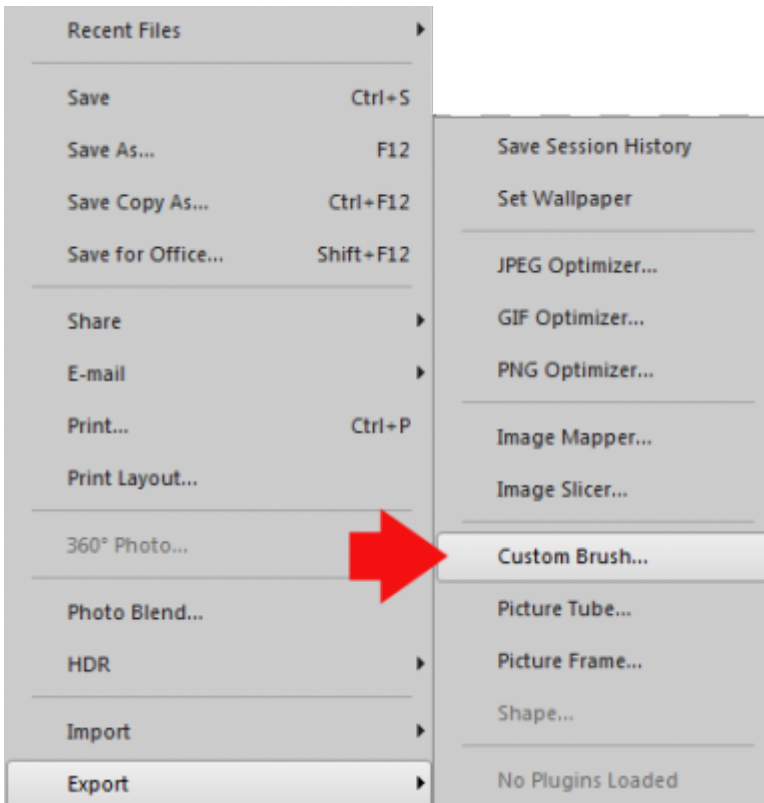 Recent Files
Save Ctrl+S
Save As... F12
Save Copy As... Ctrl+F12
Save for Office... Shift+F12
Share
E-mail
Print... Ctrl+P
Print Layout...
360° Photo...
Photo Blend...
HDR
Import
Export
Save Session History
Set Wallpaper
JPEG Optimizer...
GIF Optimizer...
PNG Optimizer...
Image Mapper...
Image Slicer...
Custom Brush...
Picture Tube...
Picture Frame...
Shape...
No Plugins Loaded